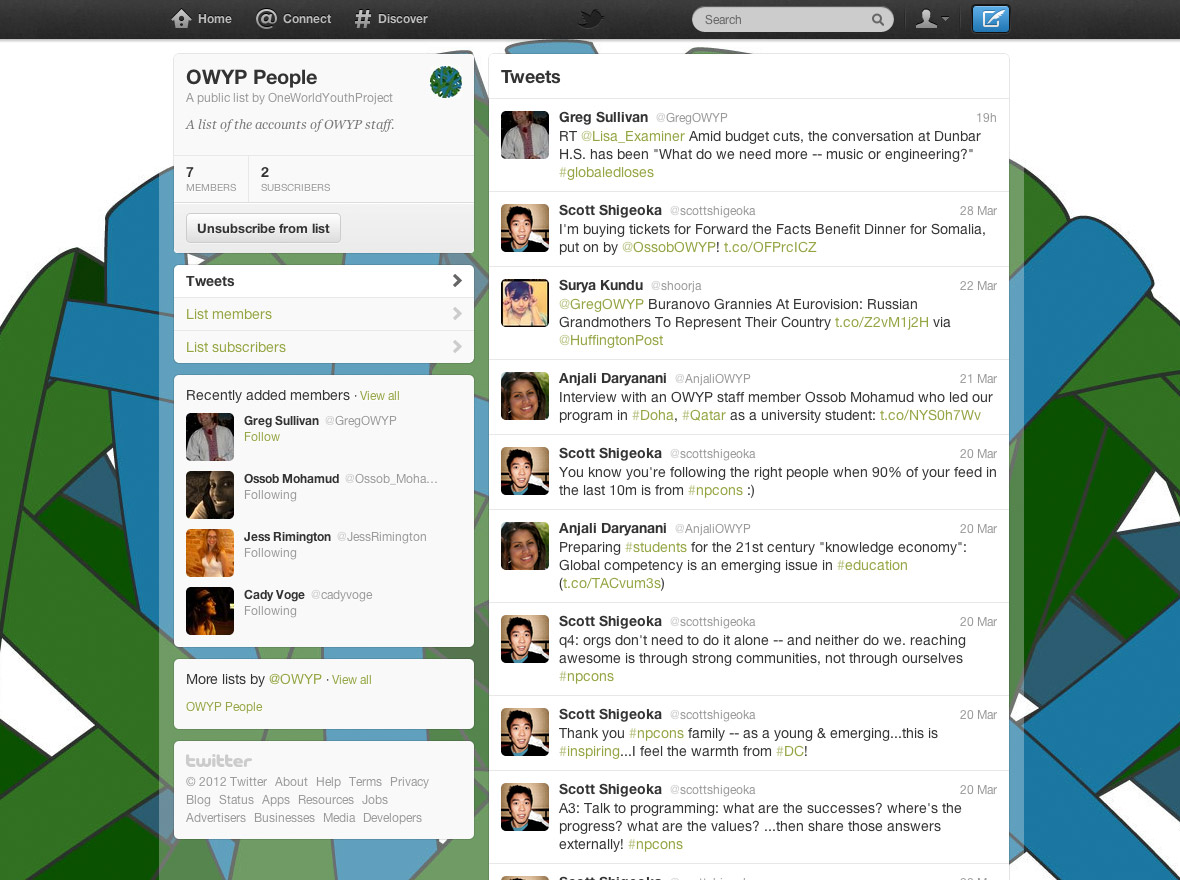 Home
Connect
Discover
Search
OWYP People
A public list by OneWorldYouthProject
A list of the accounts of OWYP staff.
7
MEMBERS
2
SUBSCRIBERS
Unsubscribe from list
Tweets
List members
List subscribers
Recently added members · View all
Greg Sullivan @GregOWYP
Follow
Ossob Mohamud @Ossob_Moha...
Following
Jess Rimington @JessRimington
Following
Cady Voge @cadyvoge
Following
More lists by @OWYP · View all
OWYP People
twitter
© 2012 Twitter About Help Terms Privacy
Blog Status Apps Resources Jobs
Advertisers Businesses Media Developers
Tweets
Greg Sullivan @GregOWYP 19h
RT @Lisa_Examiner Amid budget cuts, the conversation at Dunbar
H.S. has been "What do we need more -- music or engineering?"
#globaledloses
Scott Shigeoka @scottshigeoka 28 Mar
I'm buying tickets for Forward the Facts Benefit Dinner for Somalia,
put on by @OssobOWYP! t.co/OFPrcICZ
Surya Kundu @shoorja 22 Mar
@GregOWYP Buranovo Grannies At Eurovision: Russian
Grandmothers To Represent Their Country t.co/Z2vM1j2H via
@HuffingtonPost
Anjali Daryanani @AnjaliOWYP 21 Mar
Interview with an OWYP staff member Ossob Mohamud who led our
program in #Doha, #Qatar as a university student: t.co/NYS0h7Wv
Scott Shigeoka @scottshigeoka 20 Mar
You know you're following the right people when 90% of your feed in
the last 10m is from #npcons :)
Anjali Daryanani @AnjaliOWYP 20 Mar
Preparing #students for the 21st century "knowledge economy":
Global competency is an emerging issue in #education
(t.co/TACvum3s)
Scott Shigeoka @scottshigeoka 20 Mar
q4: orgs don't need to do it alone -- and neither do we. reaching
awesome is through strong communities, not through ourselves
#npcons
Scott Shigeoka @scottshigeoka 20 Mar
Thank you #npcons family -- as a young & emerging...this is
#inspiring...I feel the warmth from #DC!
Scott Shigeoka @scottshigeoka 20 Mar
A3: Talk to programming: what are the successes? where's the
progress? what are the values? ...then share those answers
externally! #npcons